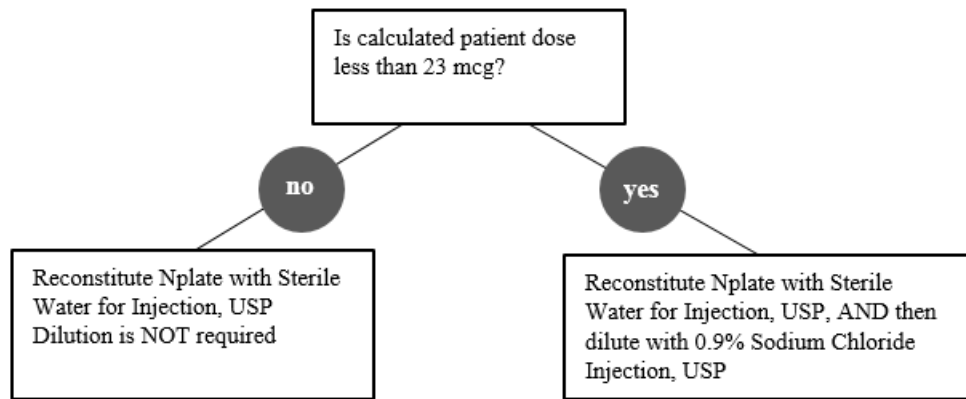 Is calculated patient dose
less than 23 mcg?
no
yes
Reconstitute Nplate with Sterile
Water for Injection, USP
Dilution is NOT required
Reconstitute Nplate with Sterile
Water for Injection, USP, AND then
dilute with 0.9% Sodium Chloride
Injection, USP